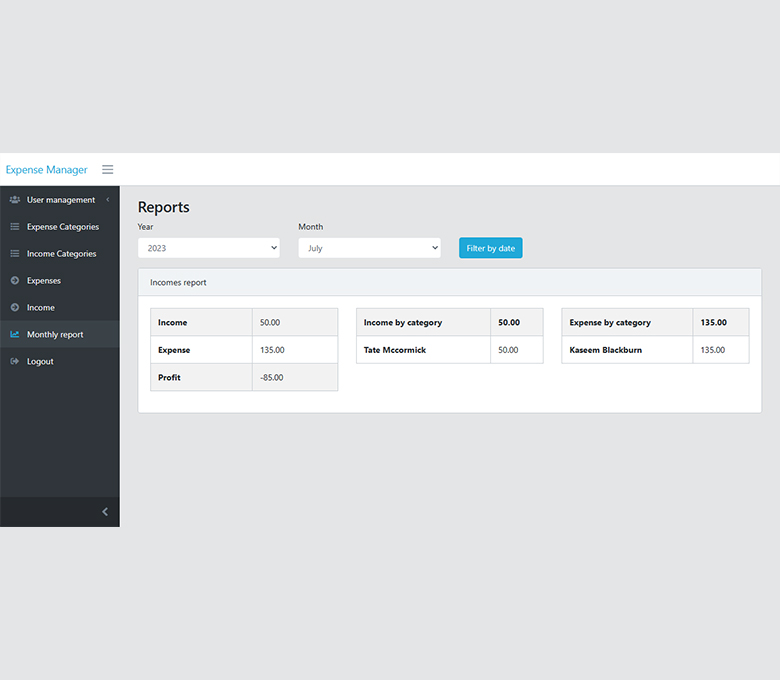 Expense Manager
User management
Expense Categories
Income Categories
Expenses
Income
Monthly report
Logout
Reports
Year
Month
2023
July
Filter by date
Incomes report
Income 50.00
Expense 135.00
Profit -85.00
Income by category 50.00
Tate Mccormick 50.00
Expense by category 135.00
Kaseem Blackburn 135.00